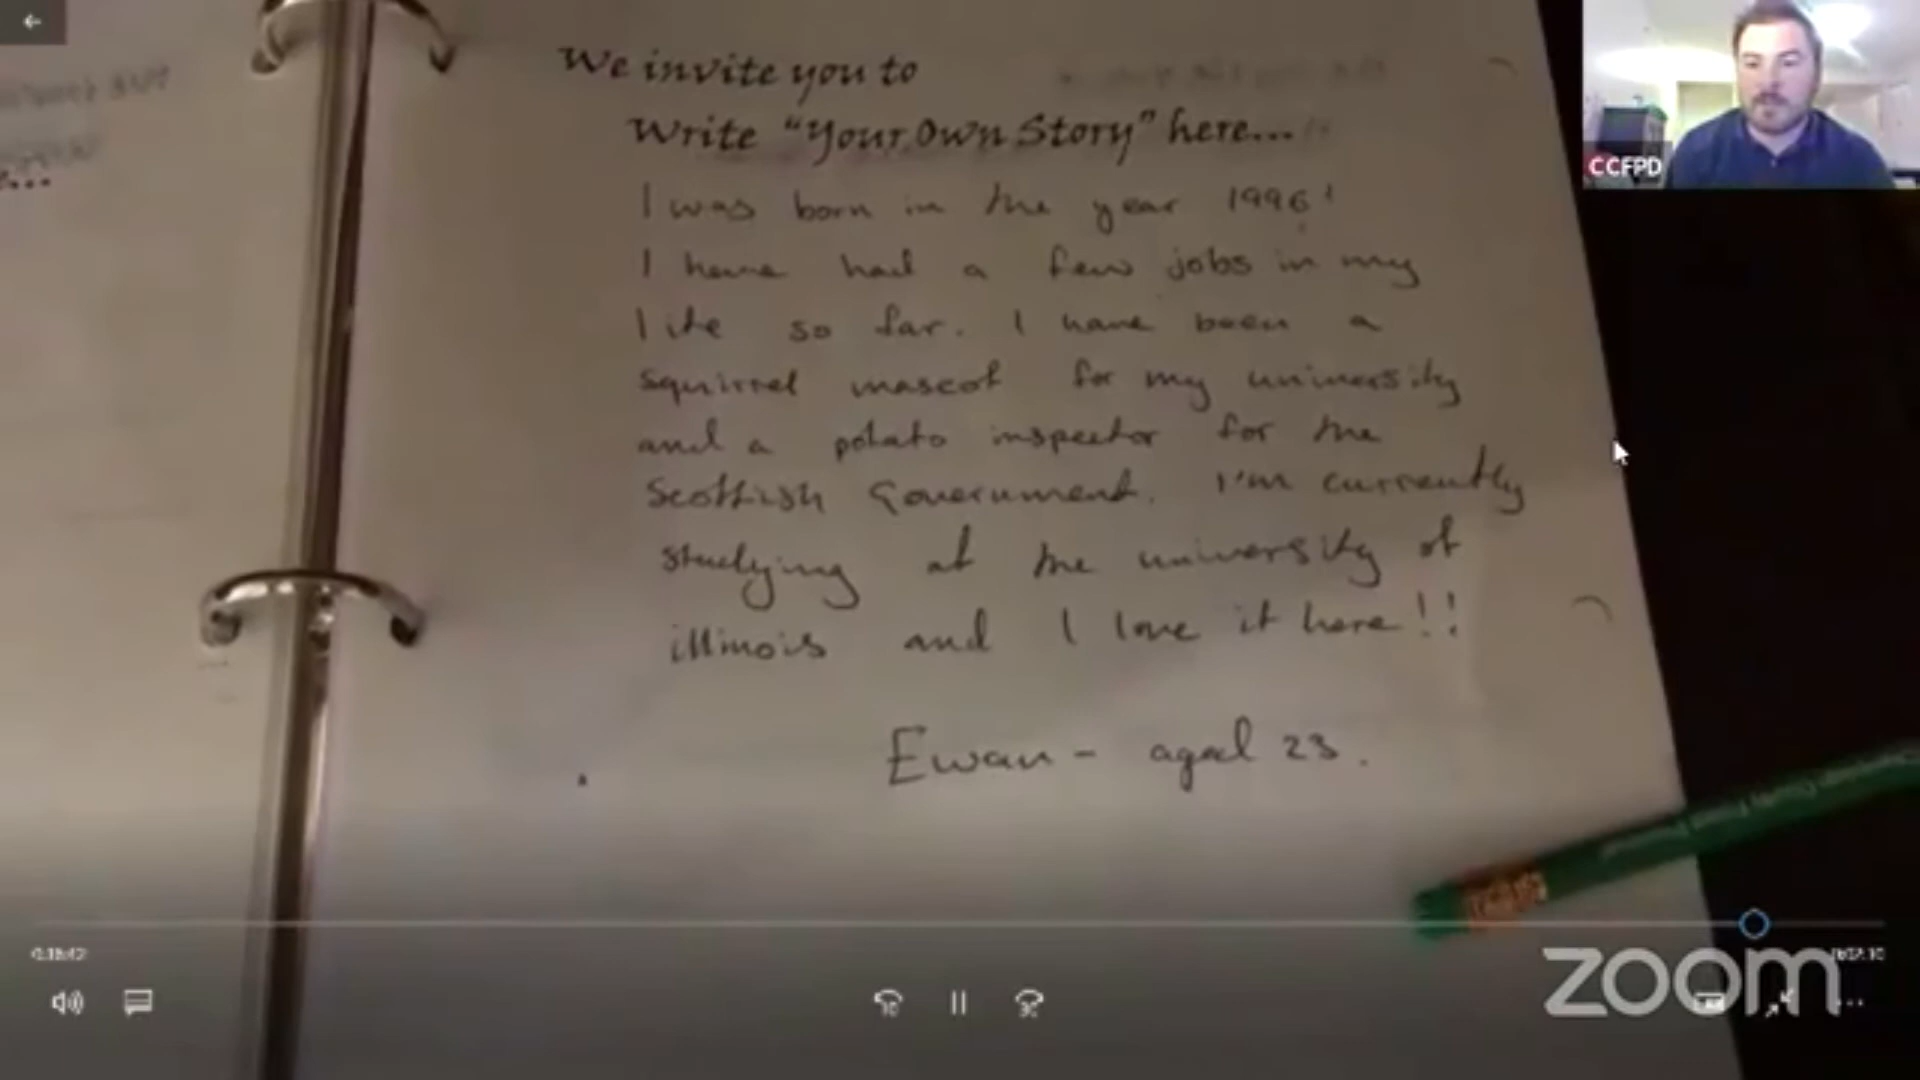 We invite you to
Write "Your Own Story" here...
I was born in the year 1996!
I have had a few jobs in my
life so far. I have been a
squirrel mascot for my university
and a potato inspector for the
Scottish Government. I'm currently
studying at the university of
illinois and I love it here!!
Ewan - aged 23.
CCFPD
zoom